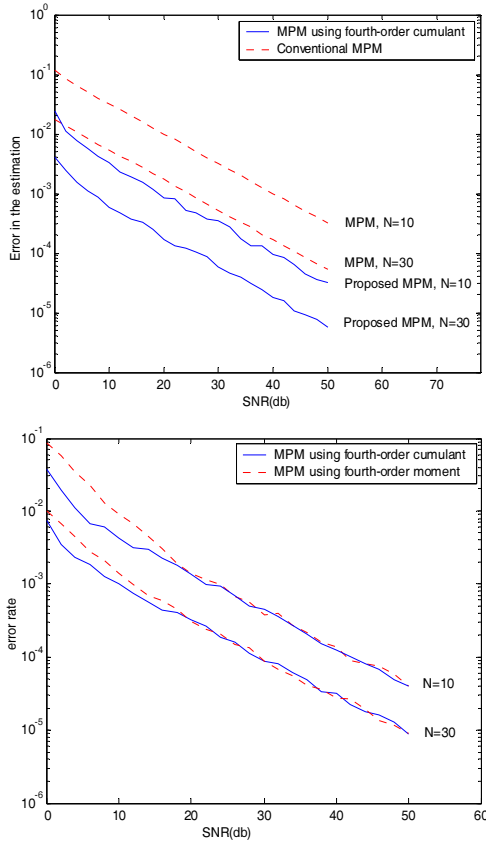 10^0
MPM using fourth-order cumulant
Conventional MPM
10^-1
10^-2
10^-3
10^-4
10^-5
10^-6
Error in the estimation
MPM, N=10
MPM, N=30
Proposed MPM, N=10
Proposed MPM, N=30
0 10 20 30 40 50 60 70
SNR(db)
10^-1
MPM using fourth-order cumulant
MPM using fourth-order moment
10^-2
10^-3
10^-4
10^-5
10^-6
error rate
N=10
N=30
0 10 20 30 40 50 60
SNR(db)